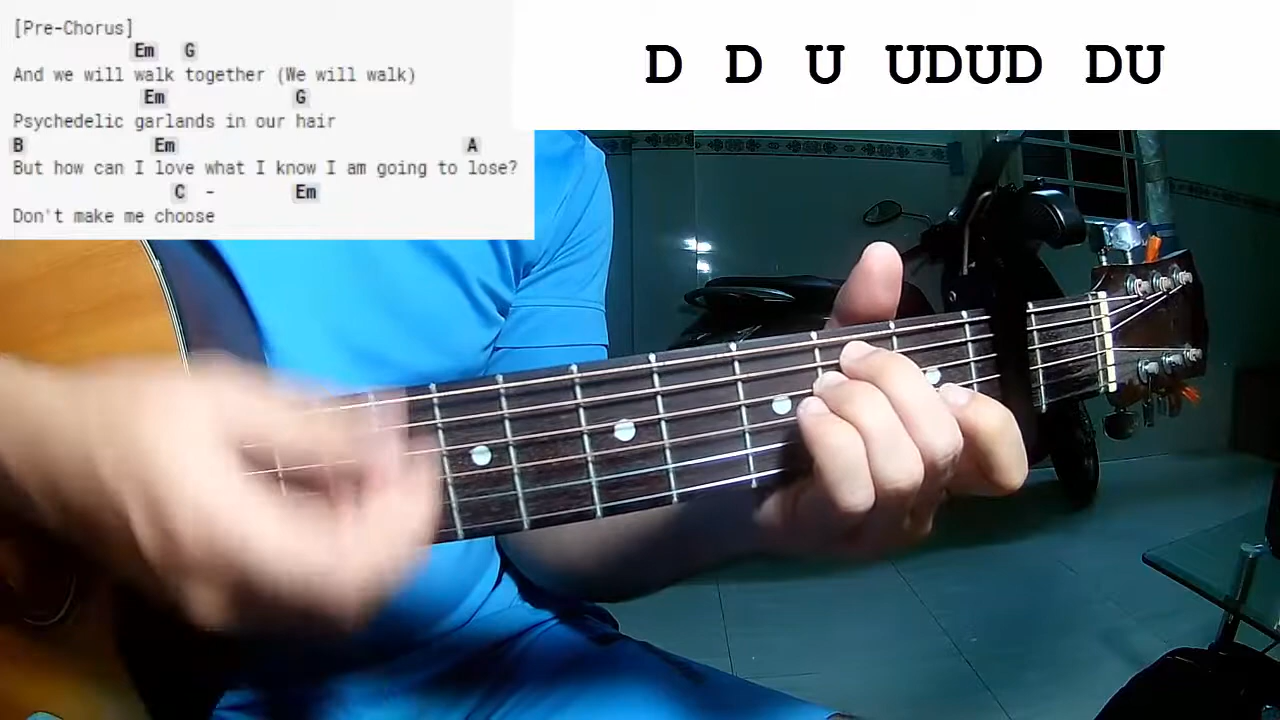 [Pre-Chorus]
Em G
And we will walk together (We will walk)
Em G
Psychedelic garlands in our hair
B Em A
But how can I love what I know I am going to lose?
C - Em
Don't make me choose
D D U UDUD DU